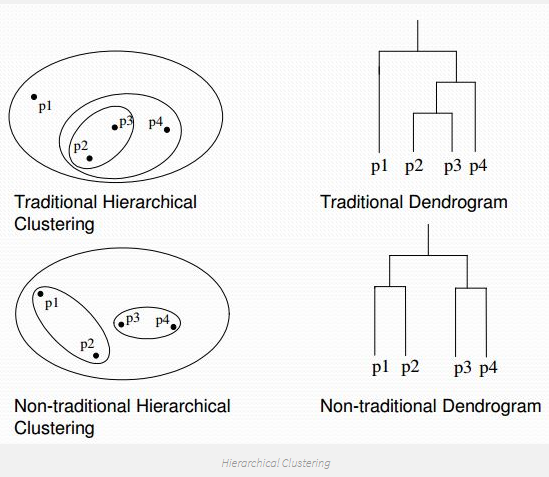 p1
p3
p4
p2
p1 p2 p3 p4
Traditional Hierarchical
Clustering
Traditional Dendrogram
p1
p3
p4
p2
p1 p2 p3 p4
Non-traditional Hierarchical
Clustering
Non-traditional Dendrogram
Hierarchical Clustering